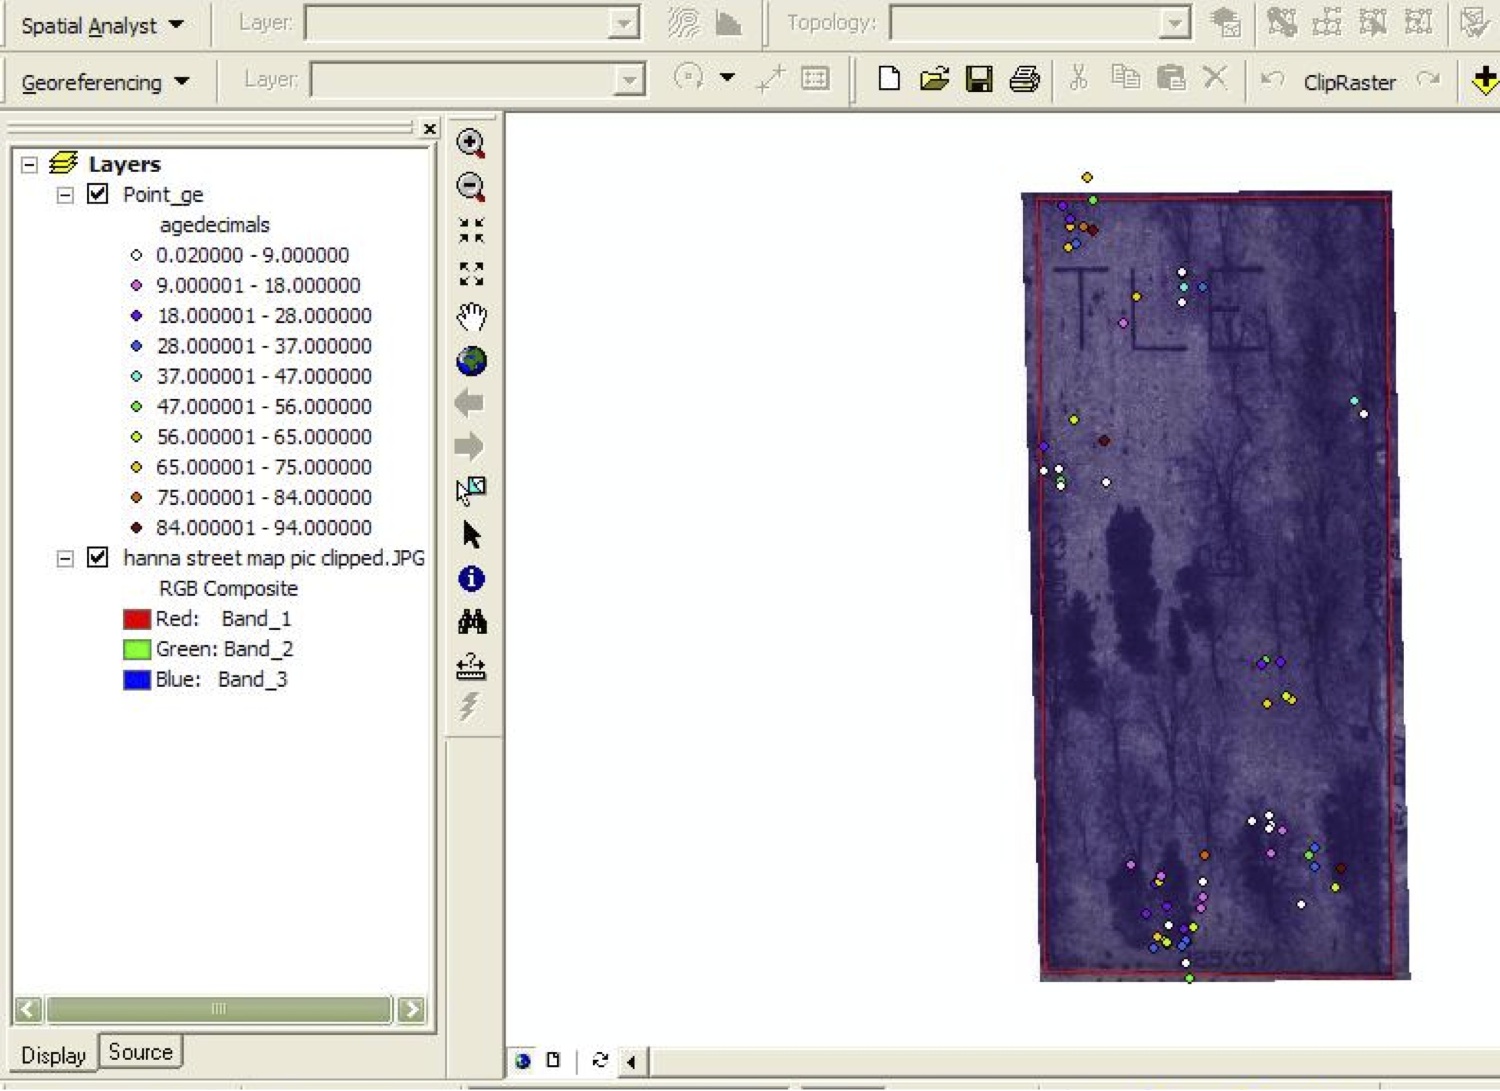 Spatial Analyst Layer: Topology:
Georeferencing Layer: ClipRaster
Layers
Point_ge
agedecimals
0.020000 - 9.000000
9.000001 - 18.000000
18.000001 - 28.000000
28.000001 - 37.000000
37.000001 - 47.000000
47.000001 - 56.000000
56.000001 - 65.000000
65.000001 - 75.000000
75.000001 - 84.000000
84.000001 - 94.000000
hanna street map pic clipped.JPG
RGB Composite
Red: Band_1
Green: Band_2
Blue: Band_3
Display Source